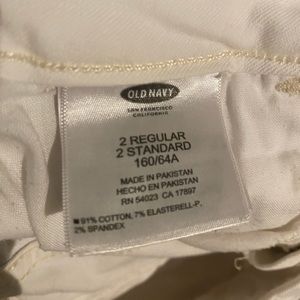 OLD NAVY
SAN FRANCISCO
CALIFORNIA
2 REGULAR
2 STANDARD
160/64A
MADE IN PAKISTAN
HECHO EN PAKISTAN
RN 54023 CA 17897
91% COTTON, 7% ELASTERELL-P,
2% SPANDEX